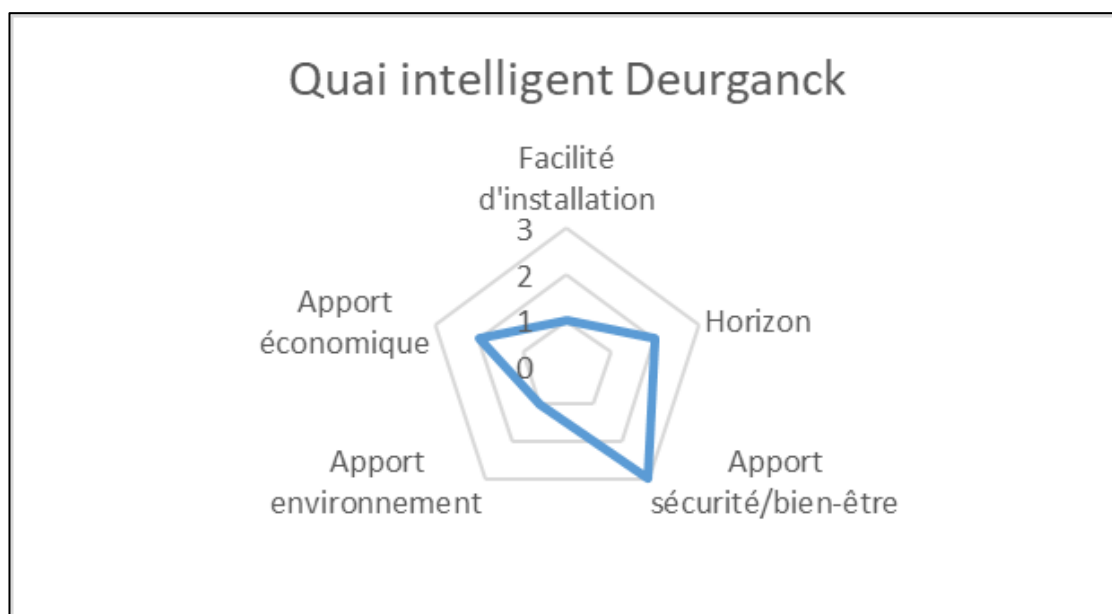 Quai intelligent Deurganck
Facilité
d'installation
3
2
1
0
Horizon
Apport
sécurité/bien-être
Apport
environnement
Apport
économique